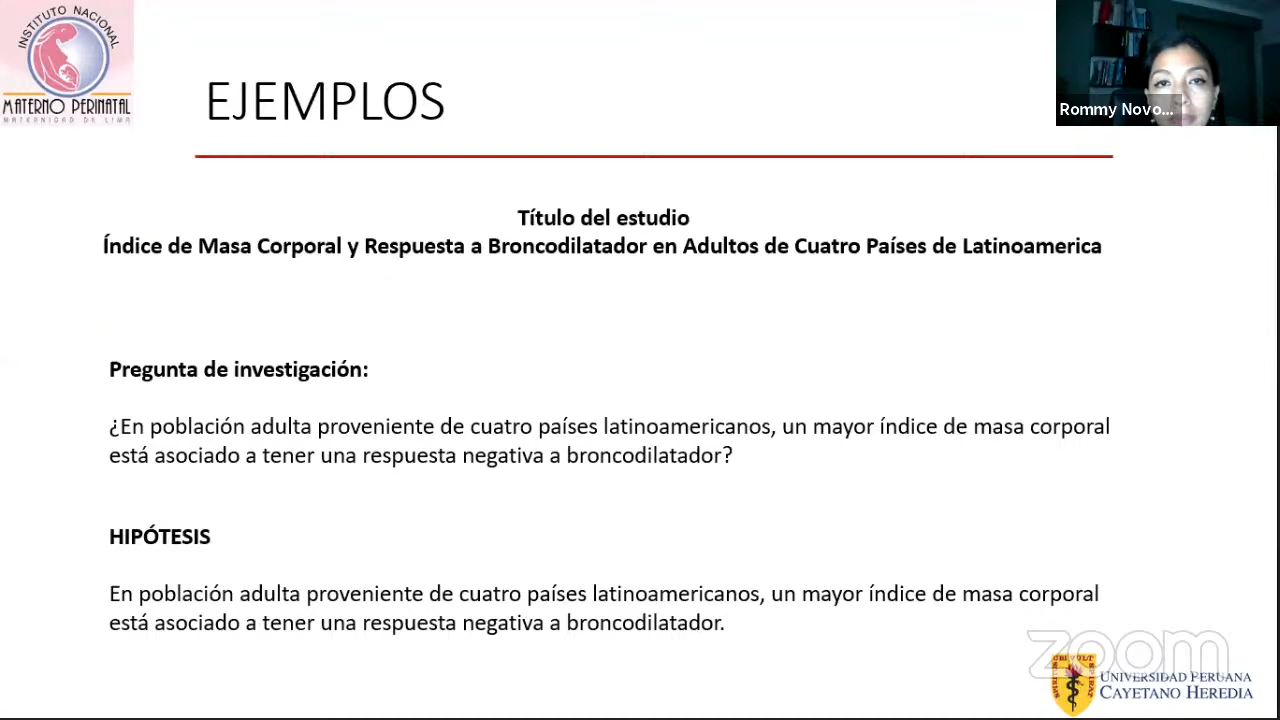 INSTITUTO NACIONAL
MATERNO PERINATAL
MATERNIDAD DE LIMA
EJEMPLOS
Rommy Novo...
Título del estudio
Índice de Masa Corporal y Respuesta a Broncodilatador en Adultos de Cuatro Países de Latinoamerica
Pregunta de investigación:
¿En población adulta proveniente de cuatro países latinoamericanos, un mayor índice de masa corporal
está asociado a tener una respuesta negativa a broncodilatador?
HIPÓTESIS
En población adulta proveniente de cuatro países latinoamericanos, un mayor índice de masa corporal
está asociado a tener una respuesta negativa a broncodilatador.
zoom
UNIVERSIDAD PERUANA
CAYETANO HEREDIA